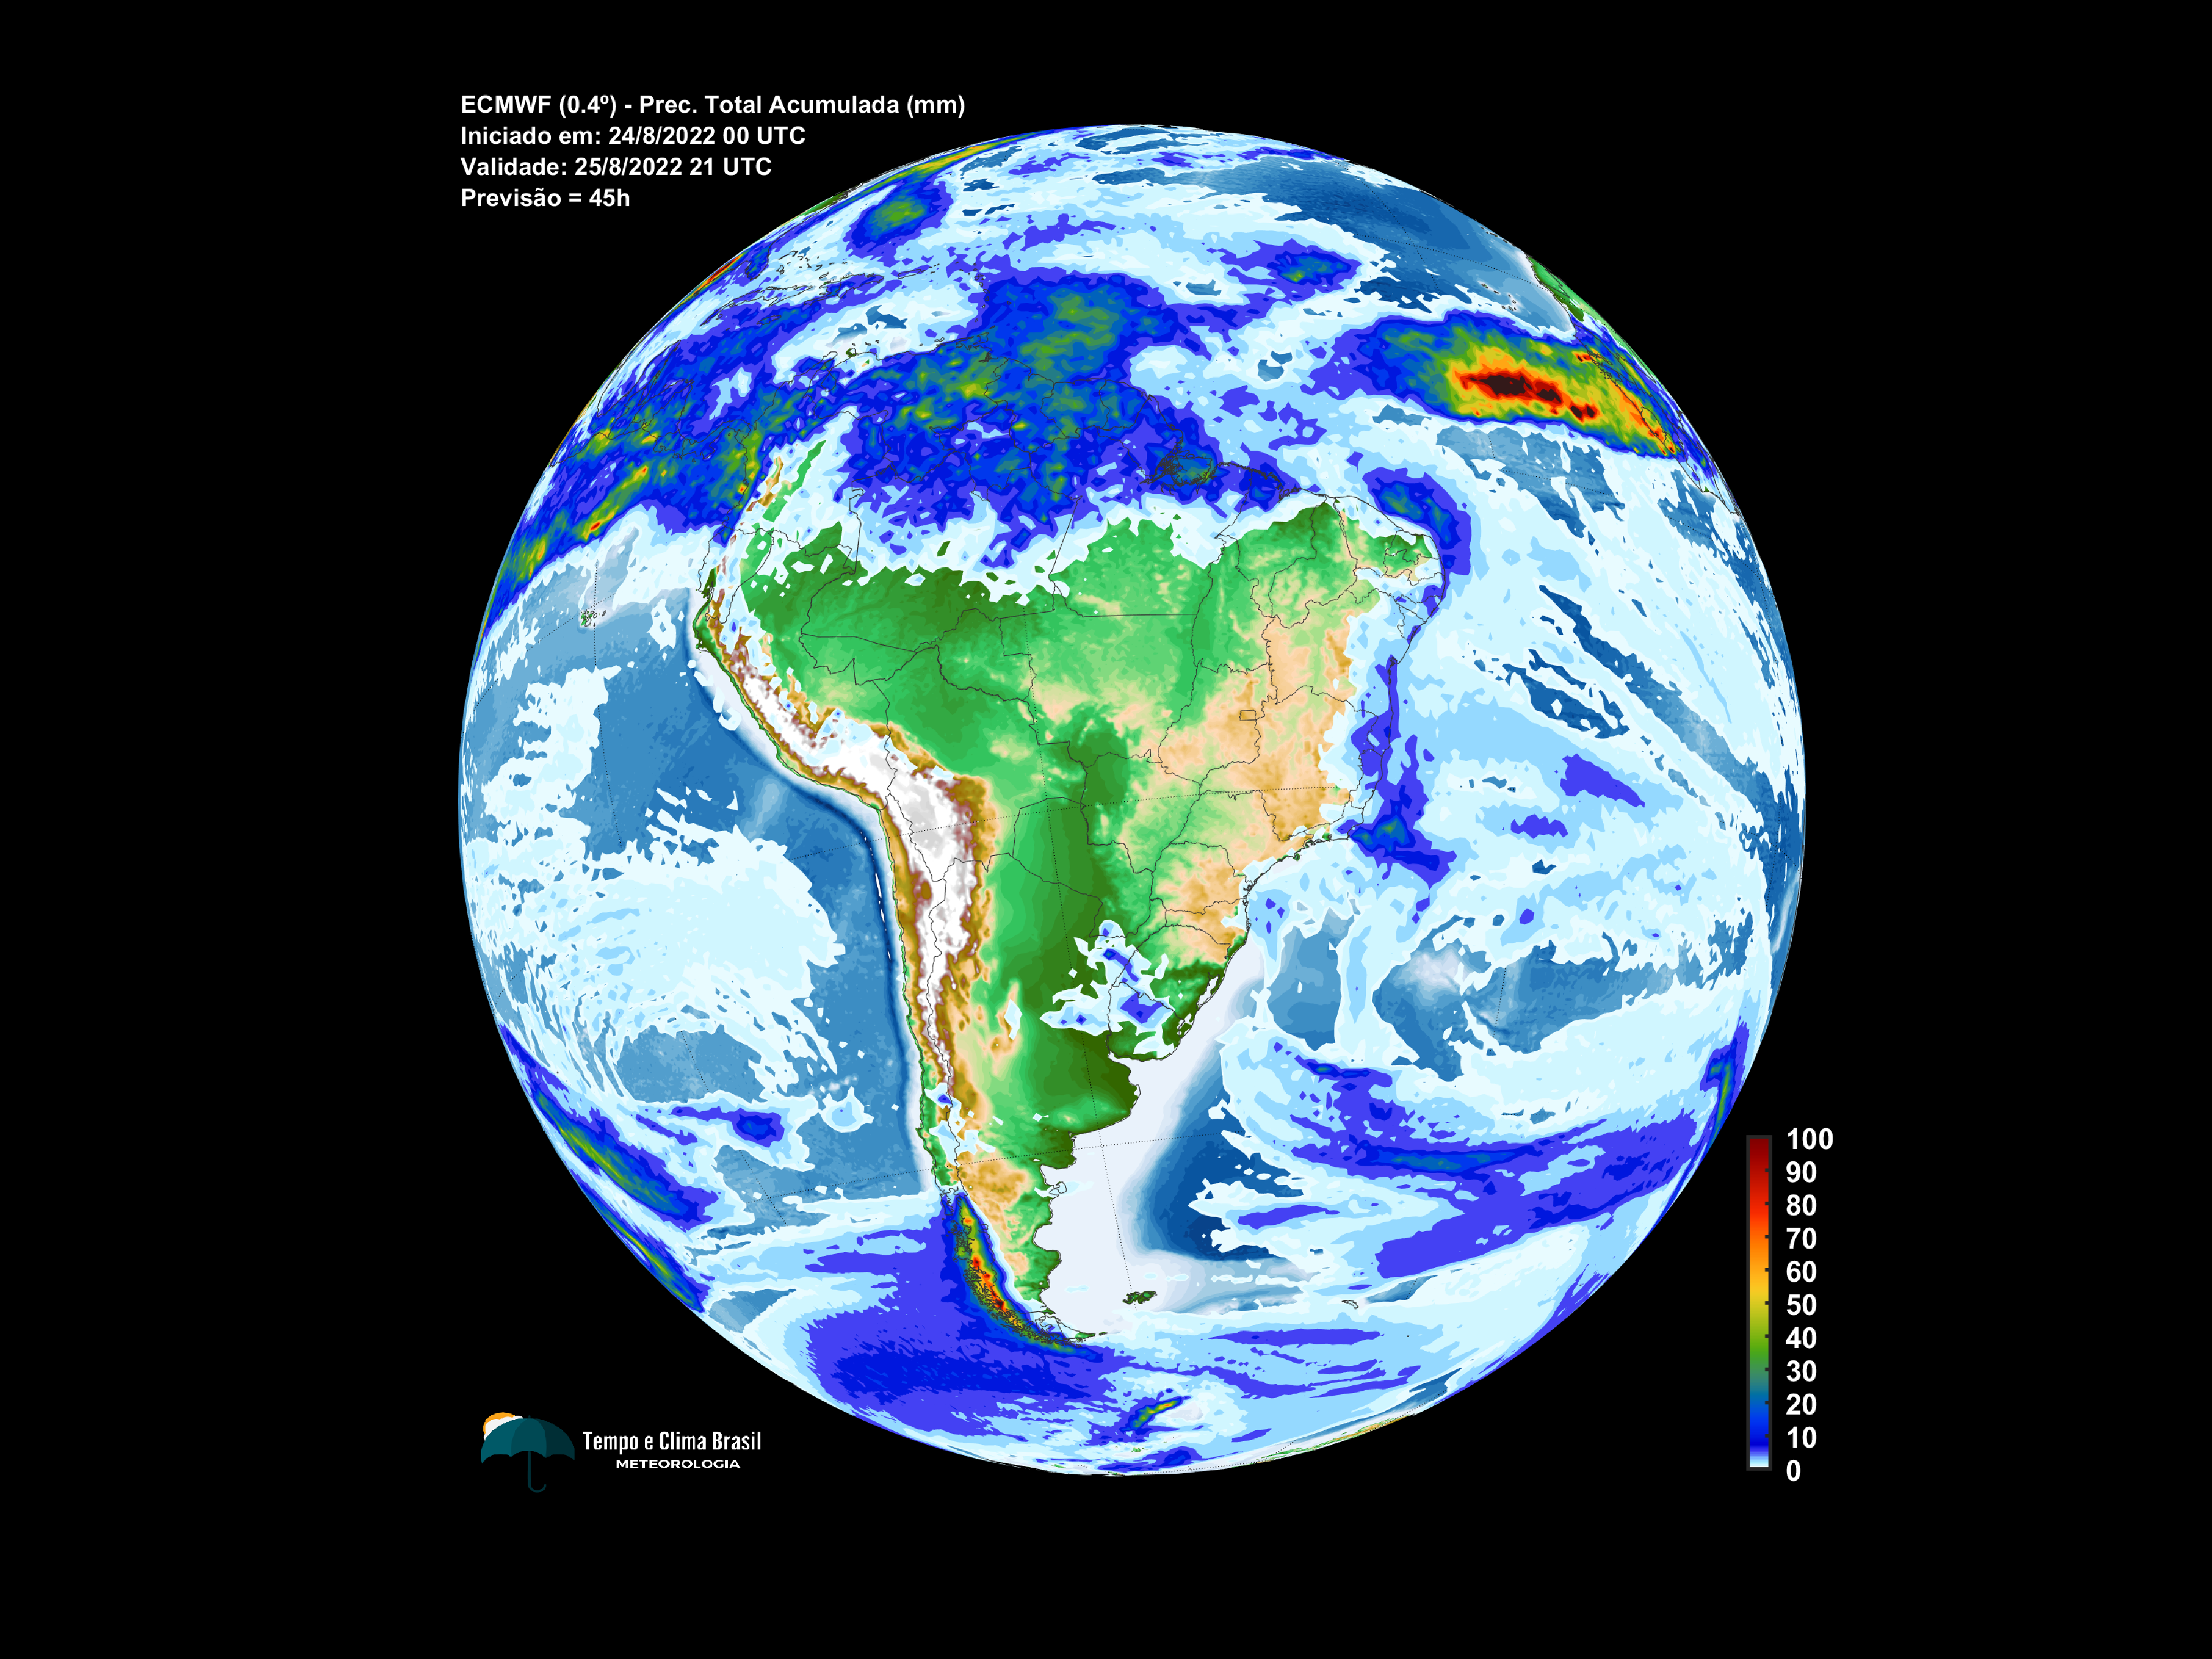 ECMWF (0.4º) - Prec. Total Acumulada (mm)
Iniciado em: 24/8/2022 00 UTC
Validade: 25/8/2022 21 UTC
Previsão = 45h
100
90
80
70
60
50
40
30
20
10
0
Tempo e Clima Brasil
METEOROLOGIA